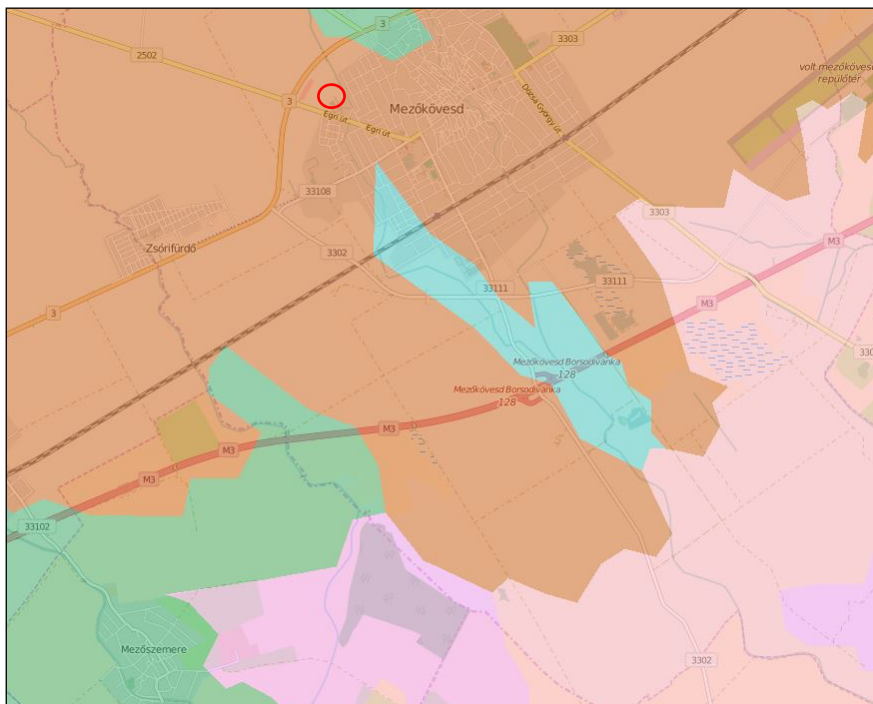 3
2502
3303
volt mezőköves
repülőtér
3
Mezőkövesd
Egri út
Egri út
Dózsa György út
33108
3303
Zsórifürdő
3302
M3
33111
33111
M3
3
Mezőkövesd Borsodivánka
128
Mezőkövesd Borsodivánka
128
M3
M3
M3
33102
Mezőszemere
3302